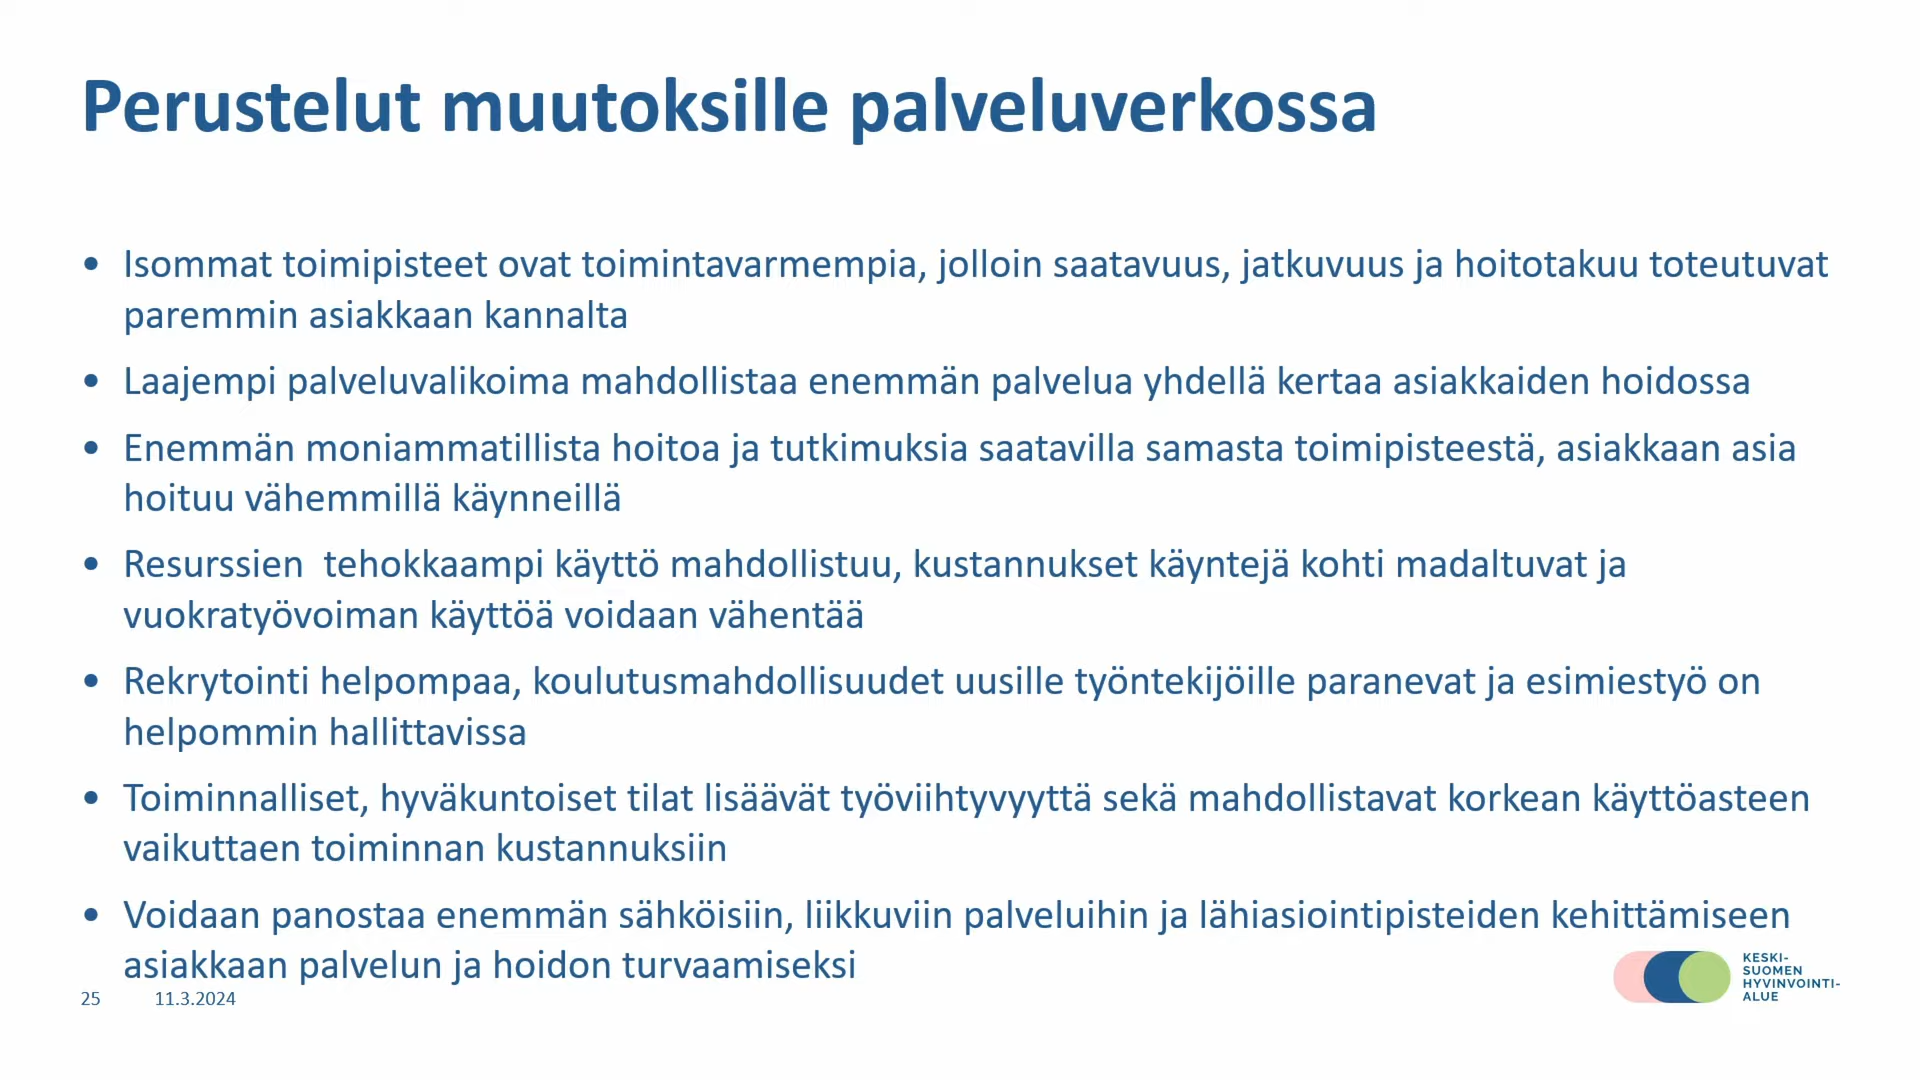 Perustelut muutoksille palveluverkossa
• Isommat toimipisteet ovat toimintavarmempia, jolloin saatavuus, jatkuvuus ja hoitotakuu toteutuvat
paremmin asiakkaan kannalta
• Laajempi palveluvalikoima mahdollistaa enemmän palvelua yhdellä kertaa asiakkaiden hoidossa
• Enemmän moniammatillista hoitoa ja tutkimuksia saatavilla samasta toimipisteestä, asiakkaan asia
hoituu vähemmillä käynneillä
• Resurssien  tehokkaampi käyttö mahdollistuu, kustannukset käyntejä kohti madaltuvat ja
vuokratyövoiman käyttöä voidaan vähentää
• Rekrytointi helpompaa, koulutusmahdollisuudet uusille työntekijöille paranevat ja esimiestyö on
helpommin hallittavissa
• Toiminnalliset, hyväkuntoiset tilat lisäävät työviihtyvyyttä sekä mahdollistavat korkean käyttöasteen
vaikuttaen toiminnan kustannuksiin
• Voidaan panostaa enemmän sähköisiin, liikkuviin palveluihin ja lähiasiointipisteiden kehittämiseen
asiakkaan palvelun ja hoidon turvaamiseksi
25 11.3.2024
KESKI-
SUOMEN
HYVINVOINTI-
ALUE